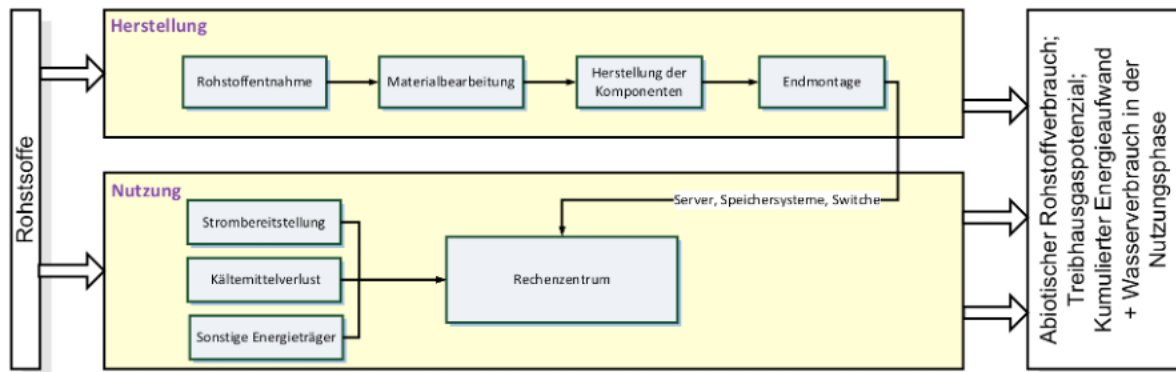 Rohstsoffe
Herstellung
Rohstoffentnahme
Materialbearbeitung
Herstellung der
Komponenten
Endmontage
Nutzung
Strombereitstellung
Kältemittelverlust
Sonstige Energieträger
Server, Speichersysteme, Switche
Rechenzentrum
Abiotischer Rohstoffverbrauch;
Treibhausgaspotenzial;
Kumulierter Energieaufwand
+ Wasserverbrauch in der
Nutzungsphase